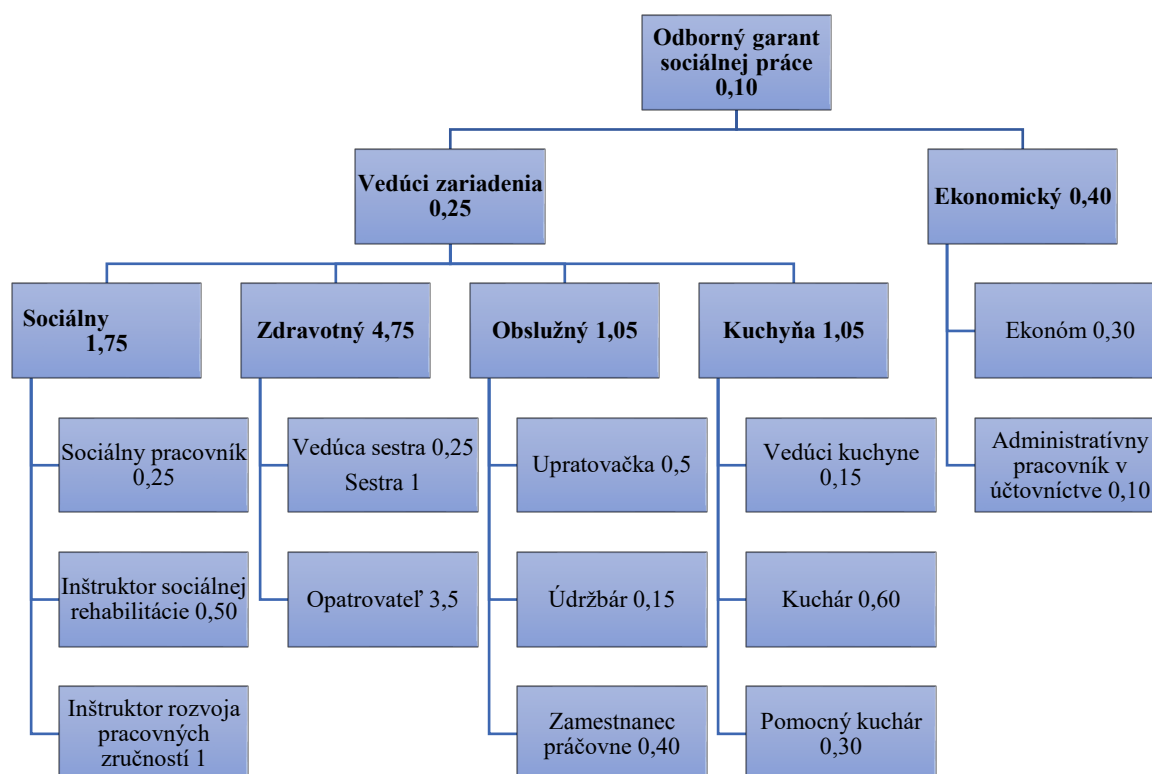 Odborný garant
sociálnej práce
0,10
Vedúci zariadenia
0,25
Ekonomický 0,40
Sociálny
1,75
Zdravotný 4,75
Obslužný 1,05
Kuchyňa 1,05
Ekonóm 0,30
Sociálny pracovník
0,25
Vedúca sestra 0,25
Sestra 1
Upratovačka 0,5
Vedúci kuchyne
0,15
Administratívny
pracovník v
účtovníctve 0,10
Inštruktor sociálnej
rehabilitácie 0,50
Opatrovateľ 3,5
Údržbár 0,15
Kuchár 0,60
Inštruktor rozvoja
pracovných
zručností 1
Zamestnanec
práčovne 0,40
Pomocný kuchár
0,30